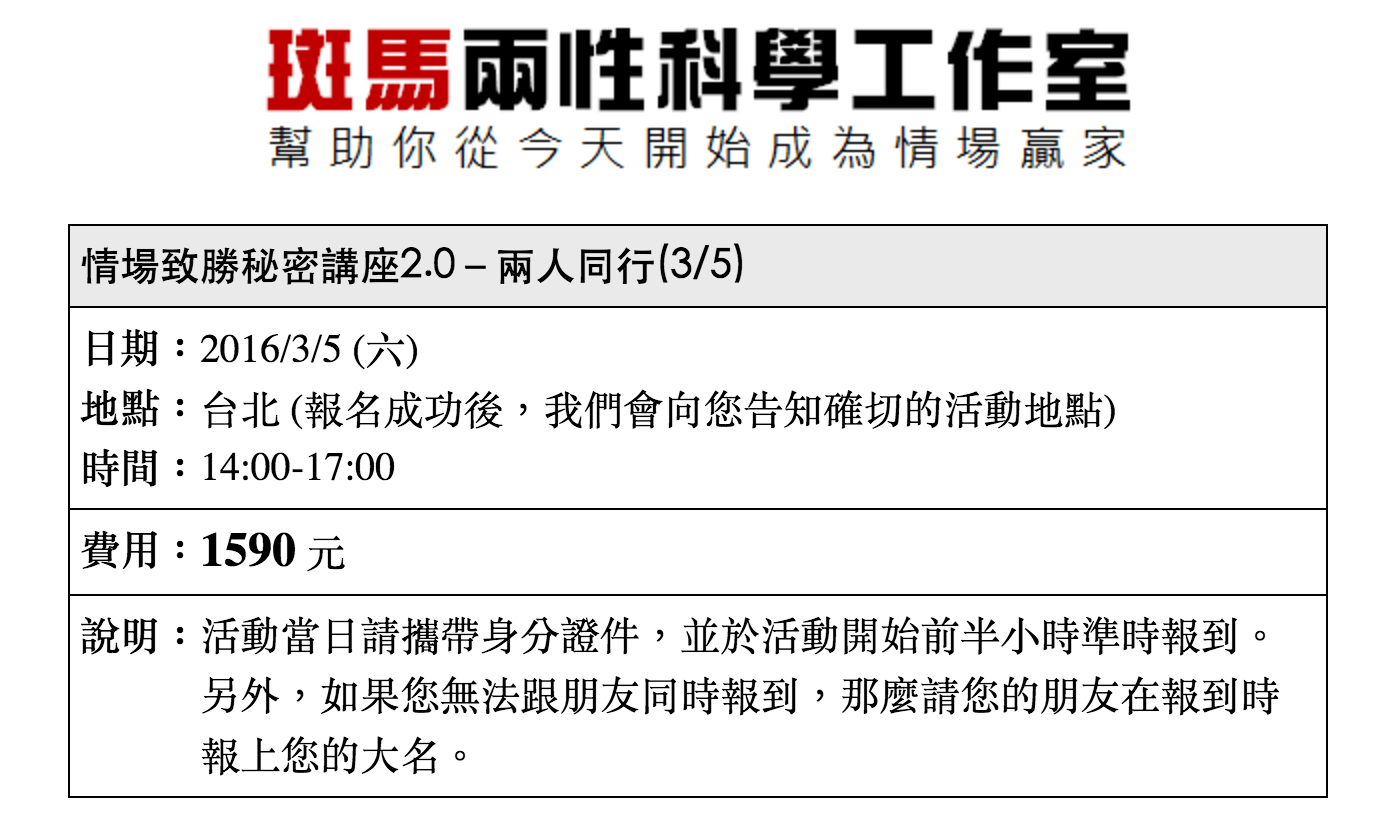 斑馬兩性科學工作室
幫助你從今天開始成為情場贏家
情場致勝秘密講座2.0 – 兩人同行(3/5)
日期：2016/3/5 (六)
地點：台北 (報名成功後，我們會向您告知確切的活動地點)
時間：14:00-17:00
費用：1590 元
說明：活動當日請攜帶身分證件，並於活動開始前半小時準時報到。
另外，如果您無法跟朋友同時報到，那麼請您的朋友在報到時
報上您的大名。